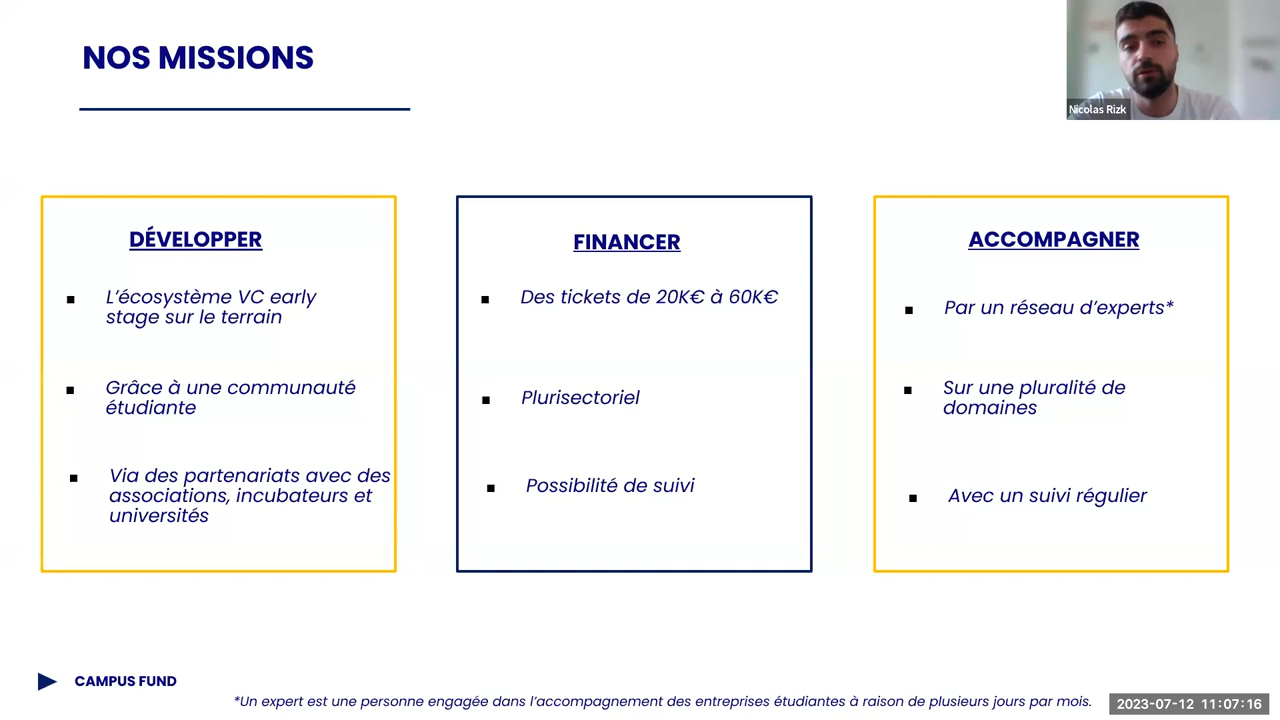 NOS MISSIONS
Nicolas Rizk
DÉVELOPPER
L’écosystème VC early
stage sur le terrain
Grâce à une communauté
étudiante
Via des partenariats avec des
associations, incubateurs et
universités
FINANCER
Des tickets de 20K€ à 60K€
Plurisectoriel
Possibilité de suivi
ACCOMPAGNER
Par un réseau d’experts*
Sur une pluralité de
domaines
Avec un suivi régulier
CAMPUS FUND
*Un expert est une personne engagée dans l’accompagnement des entreprises étudiantes à raison de plusieurs jours par mois.
2023-07-12 11:07:16